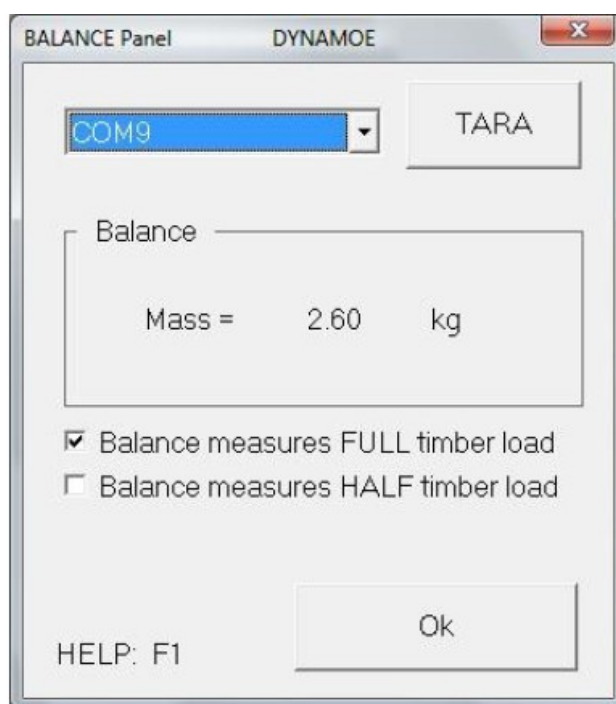 BALANCE Panel DYNAMOE
COM9
TARA
Balance
Mass = 2.60 kg
Balance measures FULL timber load
Balance measures HALF timber load
Ok
HELP: F1